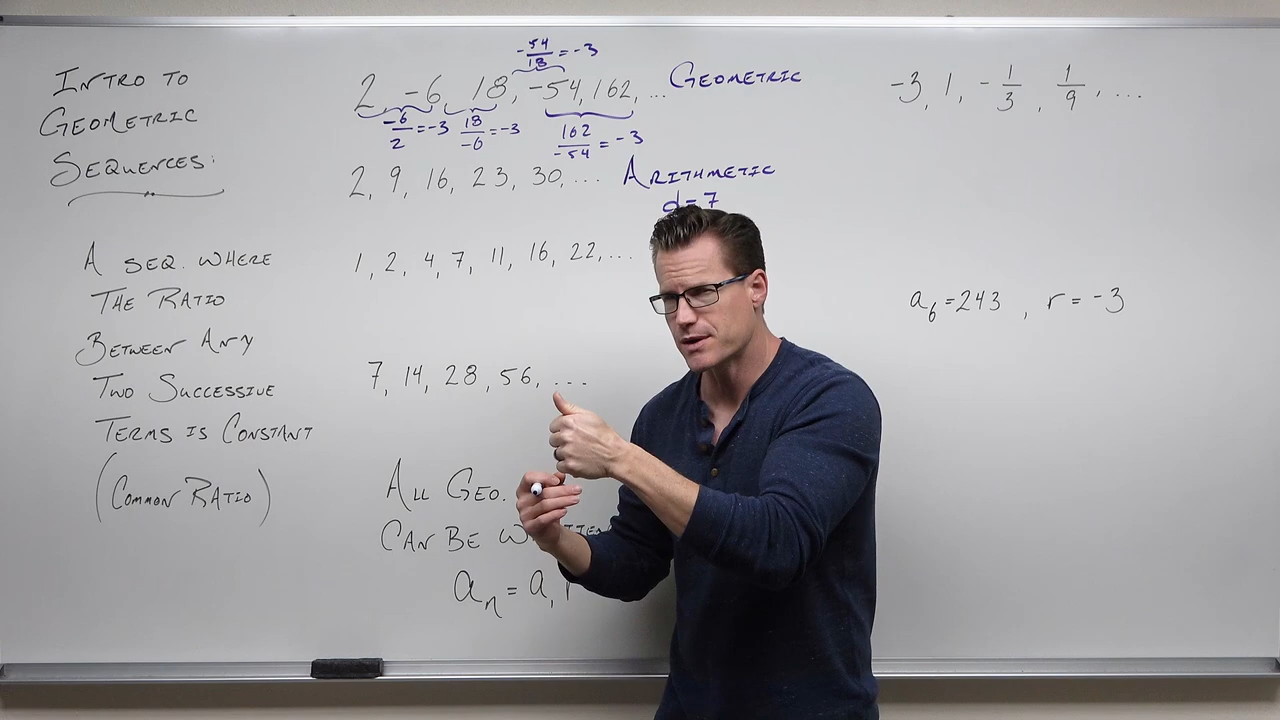 INTRO TO
GEOMETRIC
SEQUENCES:
A SEQ. WHERE
THE RATIO
BETWEEN ANY
TWO SUCCESSIVE
TERMS IS CONSTANT
(COMMON RATIO)
-54/18 = -3
2, -6, 18, -54, 162, ... GEOMETRIC
-6/2 = -3 18/-6 = -3 162/-54 = -3
2, 9, 16, 23, 30, ... ARITHMETIC
d = 7
1, 2, 4, 7, 11, 16, 22, ...
7, 14, 28, 56, ...
ALL GEO.
CAN BE
aₙ = a₁
-3, 1, -1/3, 1/9, ...
a₆ = 243, r = -3